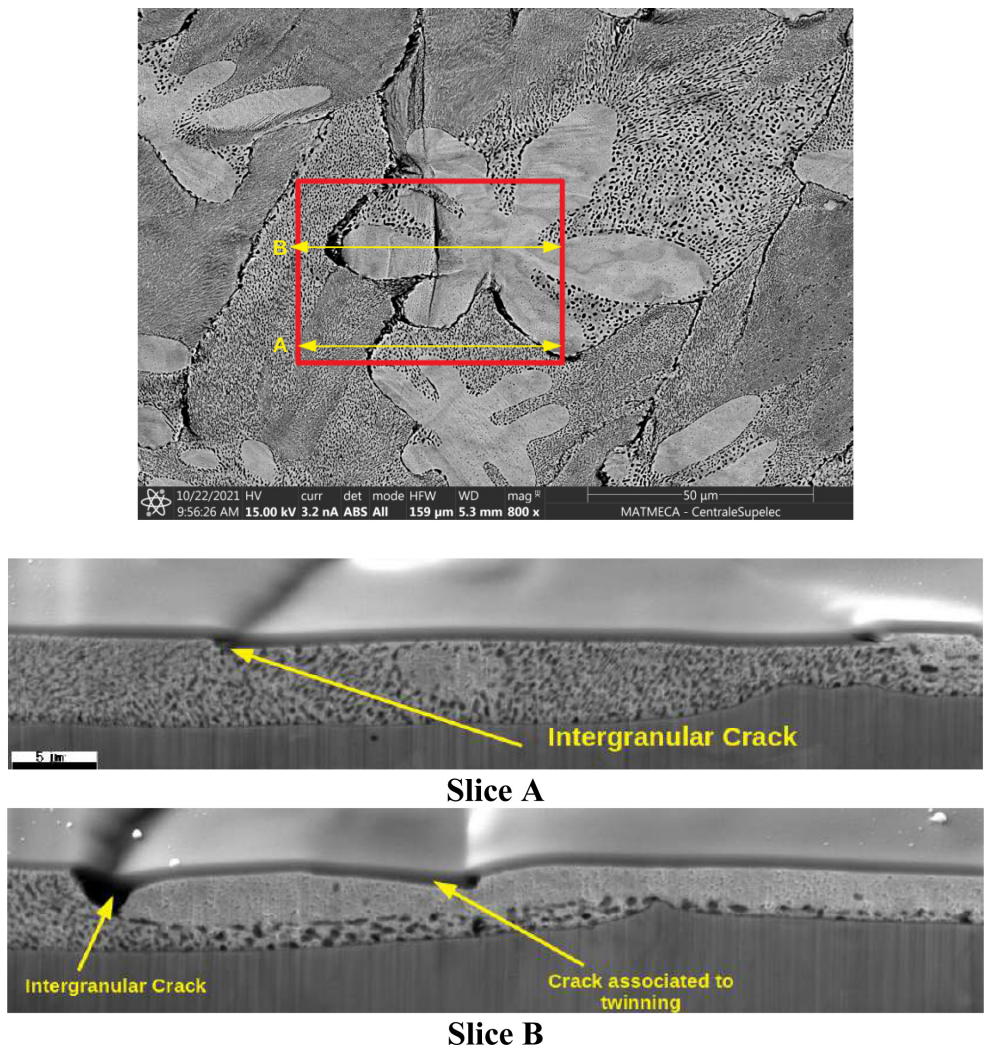 B
A
10/22/2021 HV curr det mode HFW WD mag 50 µm
9:56:26 AM 15.00 kV 3.2 nA ABS All 159 µm 5.3 mm 800 x MATMECA - CentraleSupelec
Intergranular Crack
5 µm
Slice A
Intergranular Crack
Crack associated to
twinning
Slice B